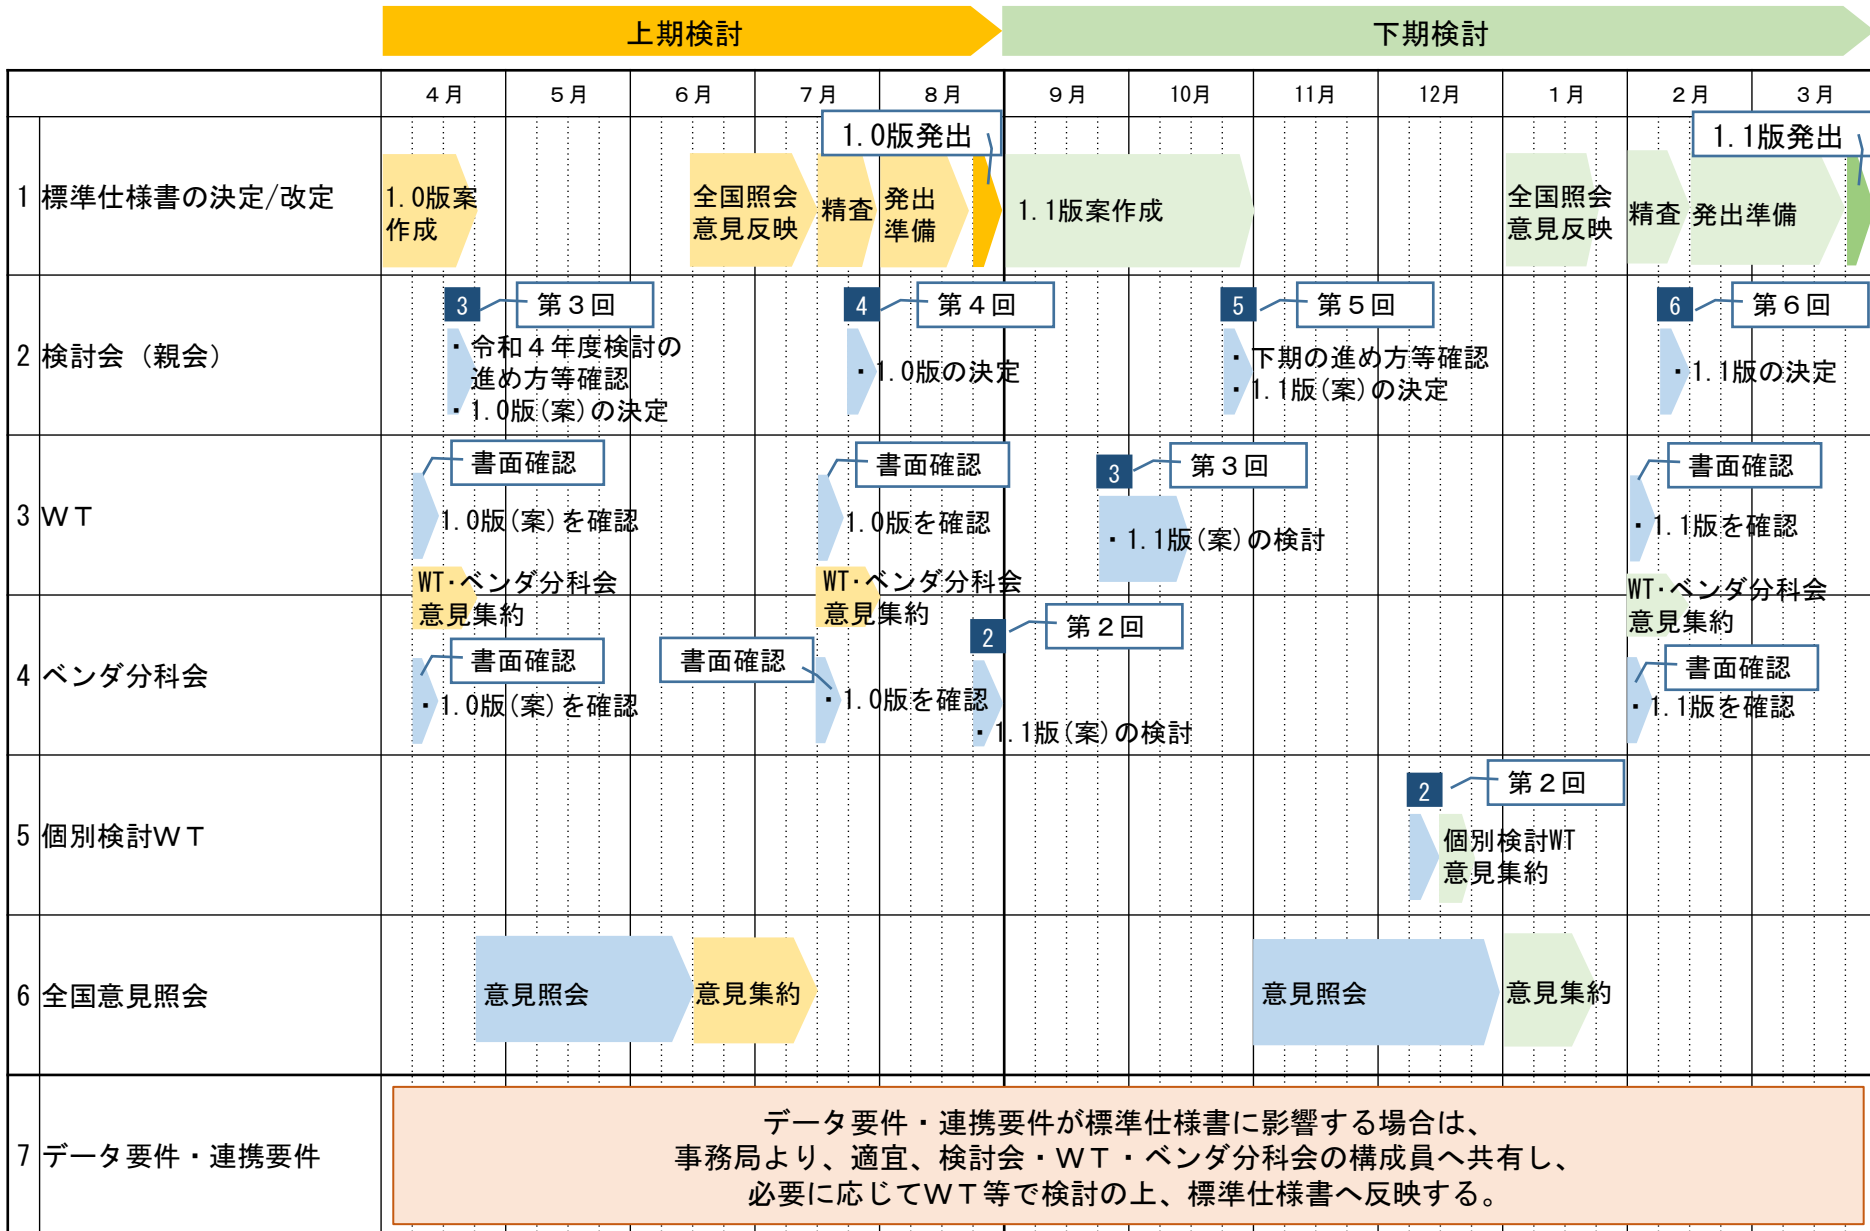 上期検討
下期検討
４月
５月
６月
７月
８月
９月
10月
11月
12月
１月
２月
３月
1 標準仕様書の決定/改定
1.0版案
作成
全国照会
意見反映
精査
発出
準備
1.0版発出
1.1版案作成
全国照会
意見反映
精査
発出準備
1.1版発出
2 検討会（親会）
3
第３回
・令和４年度検討の
進め方等確認
・1.0版(案)の決定
4
第４回
・1.0版の決定
5
第５回
・下期の進め方等確認
・1.1版(案)の決定
6
第６回
・1.1版の決定
3 ＷＴ
書面確認
1.0版(案)を確認
書面確認
1.0版を確認
3
第３回
・1.1版(案)の検討
書面確認
・1.1版を確認
WT・ベンダ分科会
意見集約
WT・ベンダ分科会
意見集約
WT・ベンダ分科会
意見集約
4 ベンダ分科会
書面確認
・1.0版(案)を確認
書面確認
・1.0版を確認
2
第２回
・1.1版(案)の検討
書面確認
・1.1版を確認
5 個別検討ＷＴ
2
第２回
個別検討WT
意見集約
6 全国意見照会
意見照会
意見集約
意見照会
意見集約
7 データ要件・連携要件
データ要件・連携要件が標準仕様書に影響する場合は、
事務局より、適宜、検討会・ＷＴ・ベンダ分科会の構成員へ共有し、
必要に応じてＷＴ等で検討の上、標準仕様書へ反映する。